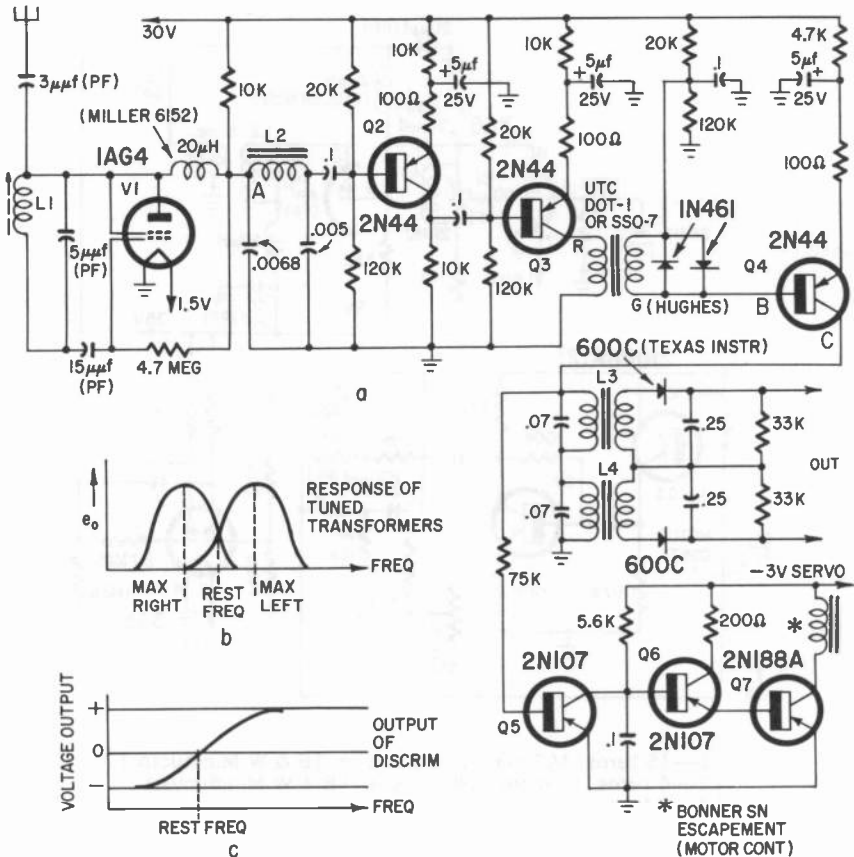 30V
3μμf (PF)
(MILLER 6152)
20μH
1AG4
V1
L1
5μμf
(PF)
1.5V
15μμf
(PF)
4.7 MEG
10K
L2
A
.0068
.005
.1
20K
120K
Q2
2N44
10K
100Ω
+
5μf
25V
.1
10K
20K
120K
Q3
2N44
10K
100Ω
+
5μf
25V
UTC
DOT-1
OR SSO-7
R
G
(HUGHES)
1N461
20K
.1
120K
4.7K
5μf
+
25V
100Ω
2N44
Q4
B
C
a
600C (TEXAS INSTR)
L3
.07
.25
33K
OUT
L4
.07
.25
33K
600C
75K
-3V SERVO
5.6K
200Ω
*
2N107
Q5
Q6
2N107
2N188A
Q7
.1
* BONNER SN
ESCAPEMENT
(MOTOR CONT)
eo
RESPONSE OF
TUNED
TRANSFORMERS
FREQ
MAX
RIGHT
REST
FREQ
MAX
LEFT
b
VOLTAGE OUTPUT
+
0
-
OUTPUT
OF
DISCRIM
FREQ
REST FREQ
c